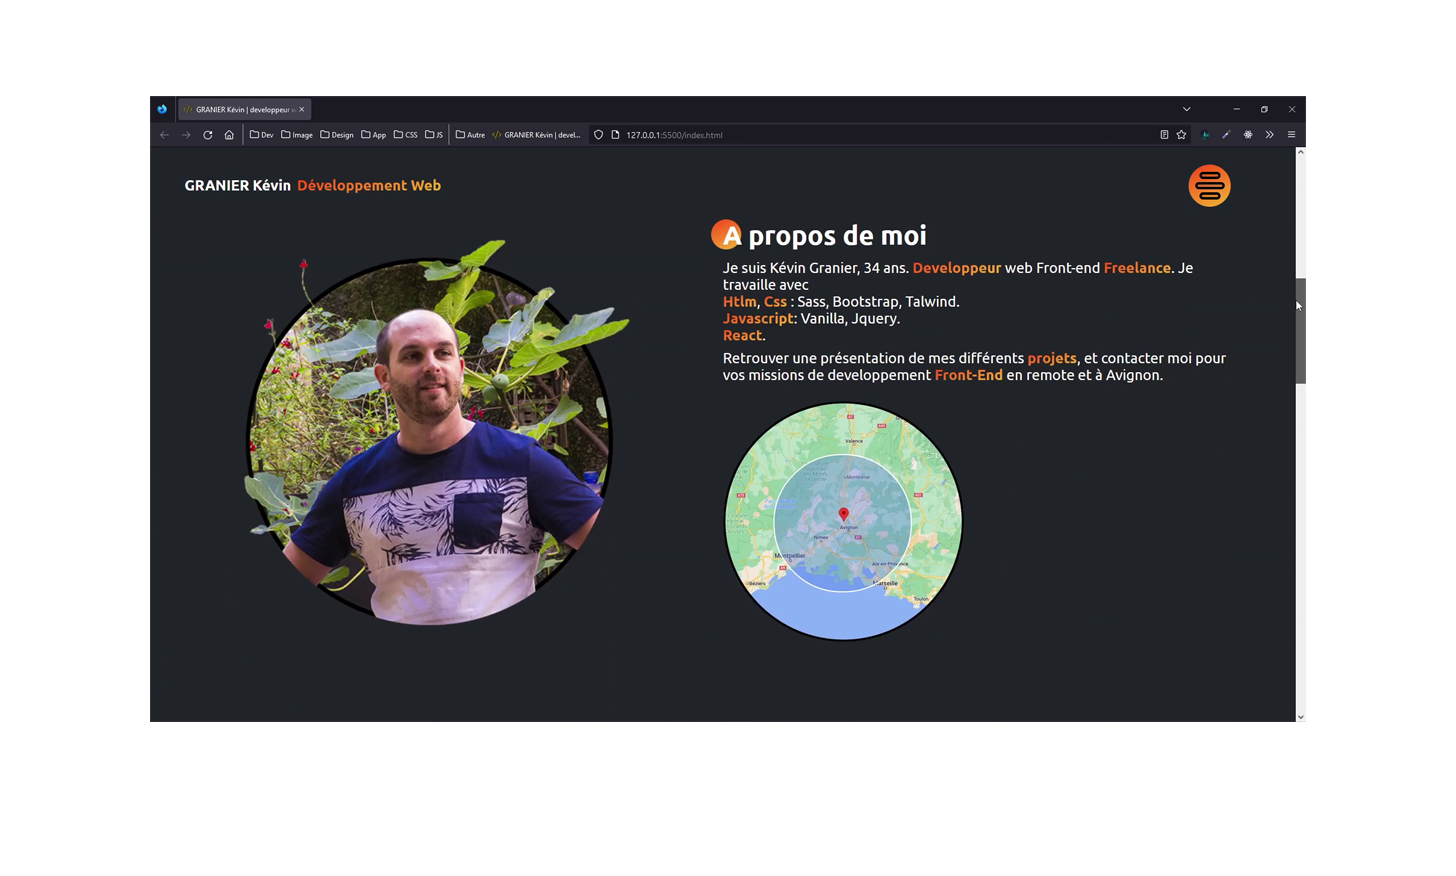 GRANIER Kévin | developpeur w
Dev Image Design App CSS JS Autre GRANIER Kévin | devel... 127.0.0.1:5500/index.html
GRANIER Kévin Développement Web
A propos de moi
Je suis Kévin Granier, 34 ans. Developpeur web Front-end Freelance. Je
travaille avec
Htlm, Css : Sass, Bootstrap, Talwind.
Javascript: Vanilla, Jquery.
React.
Retrouver une présentation de mes différents projets, et contacter moi pour
vos missions de developpement Front-End en remote et à Avignon.
Valence
Montélimar
Avignon
Nîmes
Montpellier
Aix-en-Provence
Béziers
Marseille
Toulon